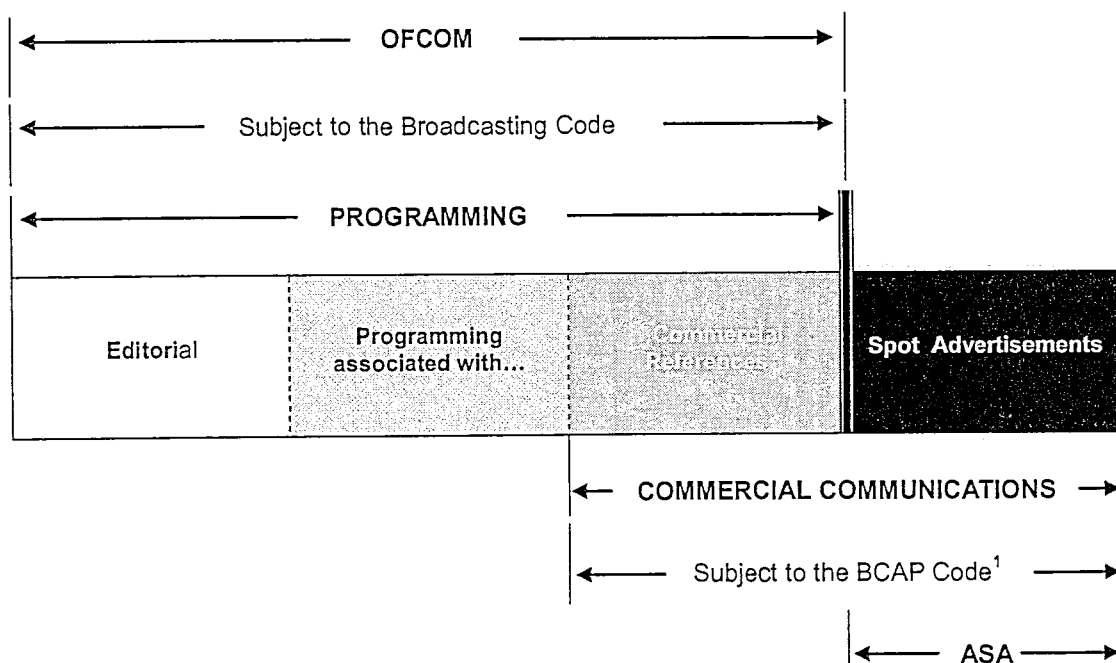 OFCOM
Subject to the Broadcasting Code
PROGRAMMING
Editorial
Programming
associated with...
Commercial
References
Spot Advertisements
COMMERCIAL COMMUNICATIONS
Subject to the BCAP Code¹
ASA